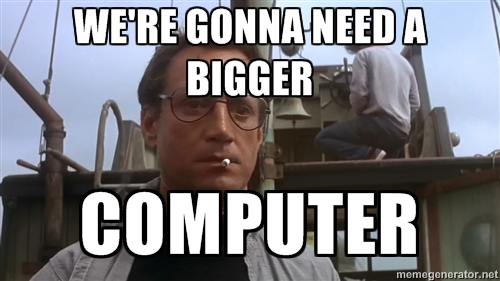 WE'RE GONNA NEED A
BIGGER
COMPUTER
memegenerator.net